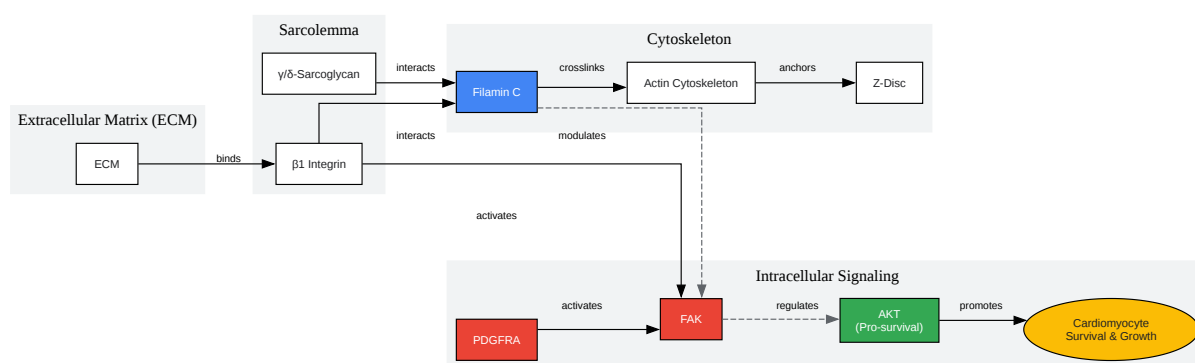 Sarcolemma
Cytoskeleton
γ/δ-Sarcoglycan
interacts
Filamin C
crosslinks
Actin Cytoskeleton
anchors
Z-Disc
Extracellular Matrix (ECM)
ECM
binds
β1 Integrin
interacts
modulates
activates
Intracellular Signaling
PDGFRA
activates
FAK
regulates
AKT
(Pro-survival)
promotes
Cardiomyocyte
Survival & Growth